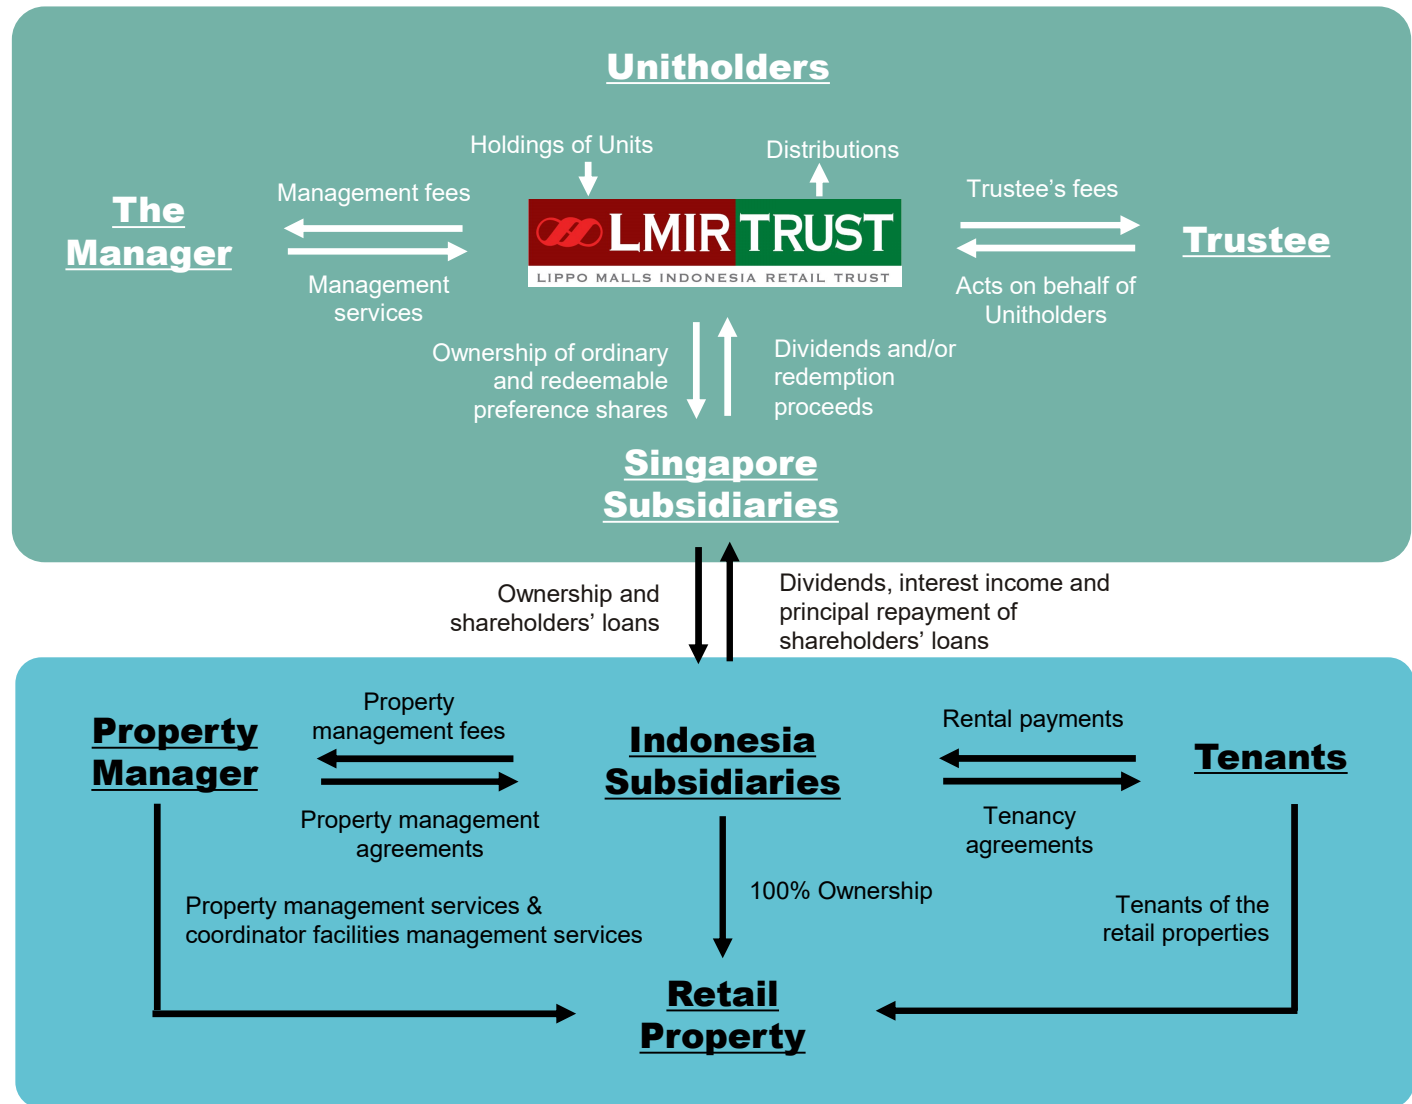 Unitholders
Holdings of Units
Distributions
Management fees
Trustee’s fees
The
Manager
LMIR TRUST
LIPPO MALLS INDONESIA RETAIL TRUST
Trustee
Management
services
Acts on behalf of
Unitholders
Ownership of ordinary
and redeemable
preference shares
Dividends and/or
redemption
proceeds
Singapore
Subsidiaries
Ownership and
shareholders’ loans
Dividends, interest income and
principal repayment of
shareholders’ loans
Property
management fees
Rental payments
Property
Manager
Indonesia
Subsidiaries
Tenants
Property management
agreements
Tenancy
agreements
100% Ownership
Property management services &
coordinator facilities management services
Tenants of the
retail properties
Retail
Property